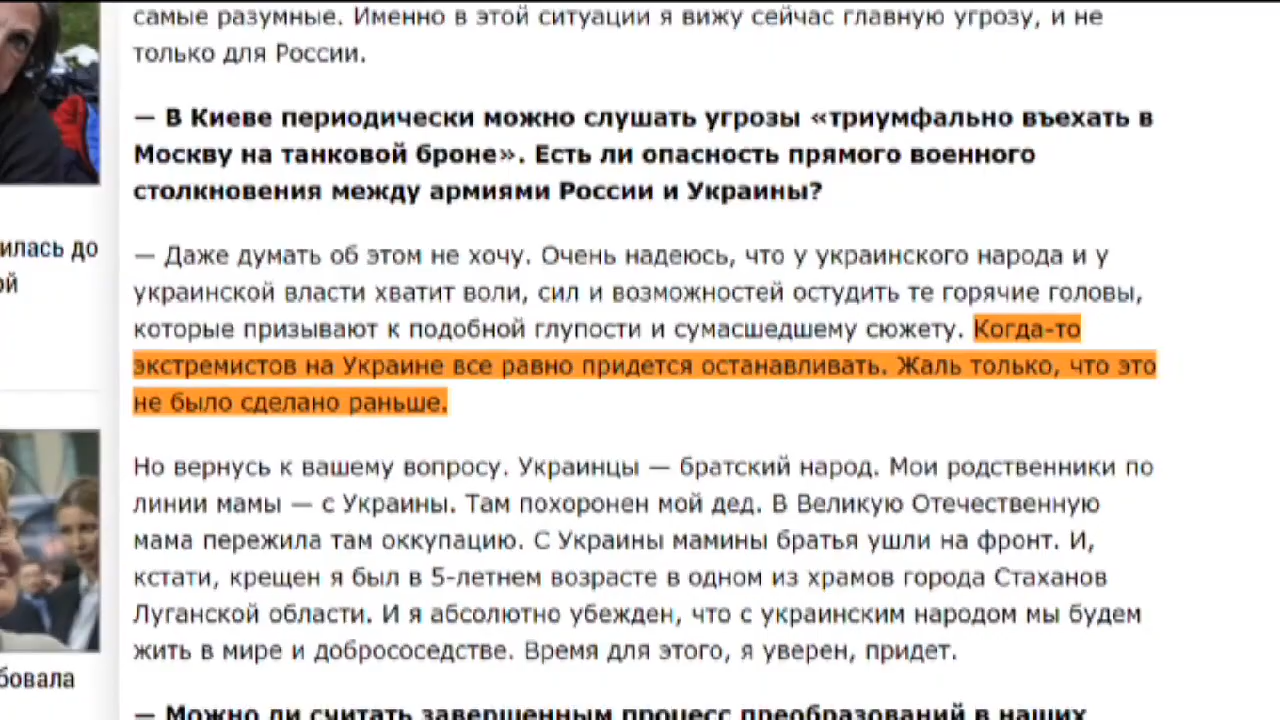 самые разумные. Именно в этой ситуации я вижу сейчас главную угрозу, и не
только для России.
— В Киеве периодически можно слушать угрозы «триумфально въехать в
Москву на танковой броне». Есть ли опасность прямого военного
столкновения между армиями России и Украины?
— Даже думать об этом не хочу. Очень надеюсь, что у украинского народа и у
украинской власти хватит воли, сил и возможностей остудить те горячие головы,
которые призывают к подобной глупости и сумасшедшему сюжету. Когда-то
экстремистов на Украине все равно придется останавливать. Жаль только, что это
не было сделано раньше.
Но вернусь к вашему вопросу. Украинцы — братский народ. Мои родственники по
линии мамы — с Украины. Там похоронен мой дед. В Великую Отечественную
мама пережила там оккупацию. С Украины мамины братья ушли на фронт. И,
кстати, крещен я был в 5-летнем возрасте в одном из храмов города Стаханов
Луганской области. И я абсолютно убежден, что с украинским народом мы будем
жить в мире и добрососедстве. Время для этого, я уверен, придет.
— Можно ли считать завершенным процесс преобразований в наших
илась до
ой
бовала